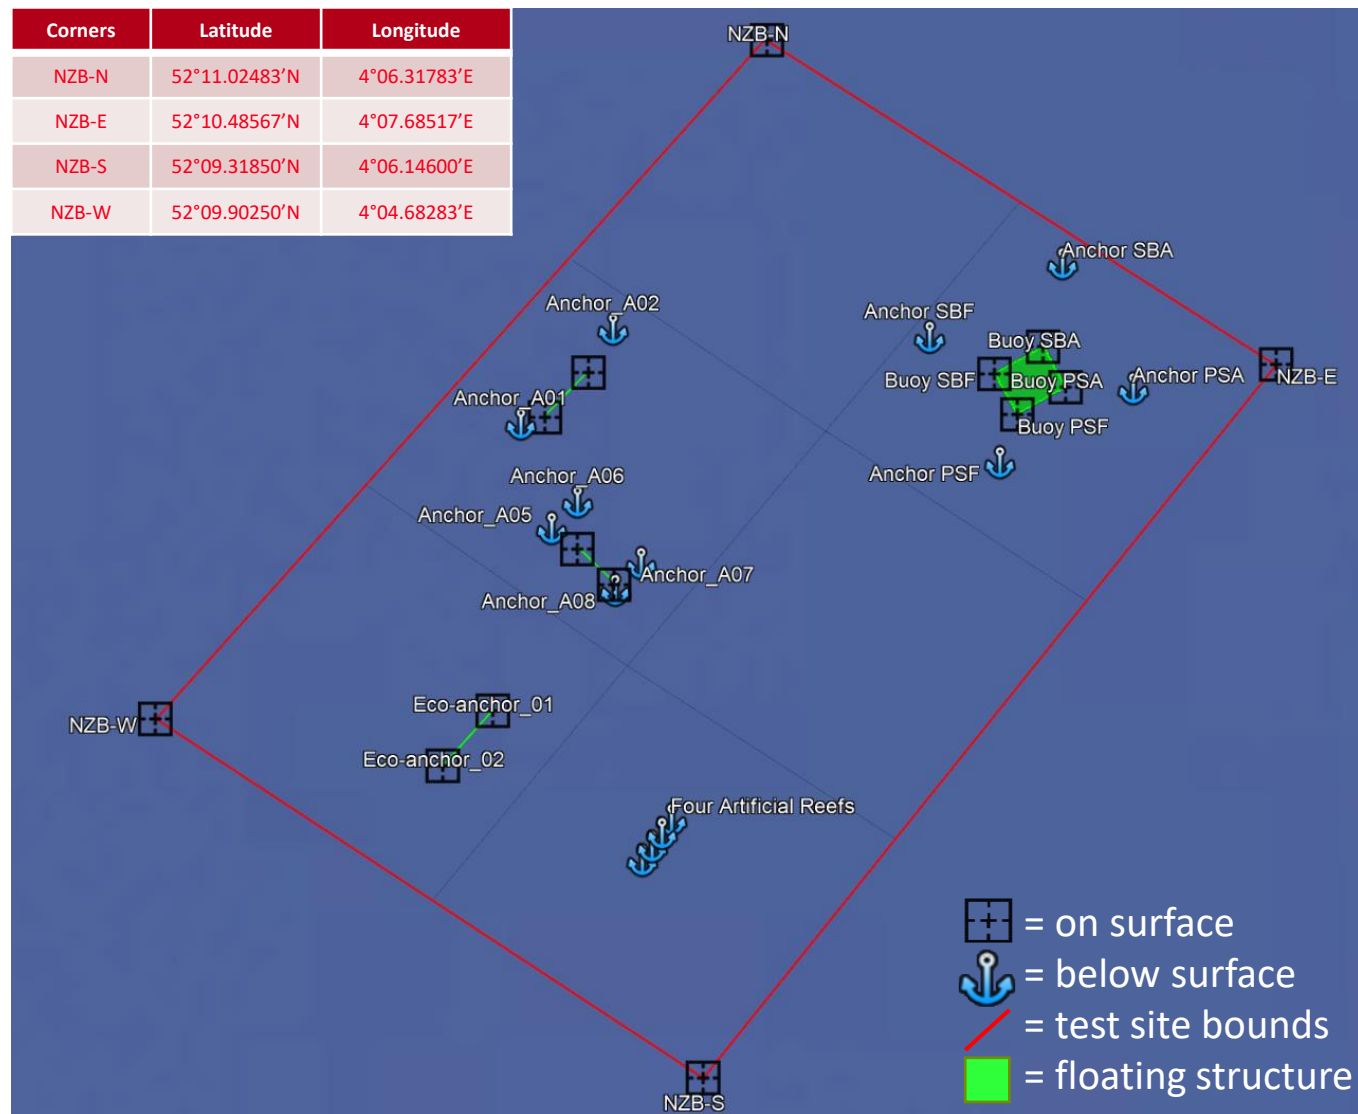 Corners Latitude Longitude
NZB-N 52°11.02483’N 4°06.31783’E
NZB-E 52°10.48567’N 4°07.68517’E
NZB-S 52°09.31850’N 4°06.14600’E
NZB-W 52°09.90250’N 4°04.68283’E
NZB-N
Anchor SBA
Anchor_A02
Anchor SBF
Buoy SBA
Buoy SBF
Buoy PSA
Anchor PSA
NZB-E
Anchor_A01
Buoy PSF
Anchor_A06
Anchor PSF
Anchor_A05
Anchor_A07
Anchor_A08
Eco-anchor_01
NZB-W
Eco-anchor_02
Four Artificial Reefs
= on surface
= below surface
= test site bounds
= floating structure
NZB-S